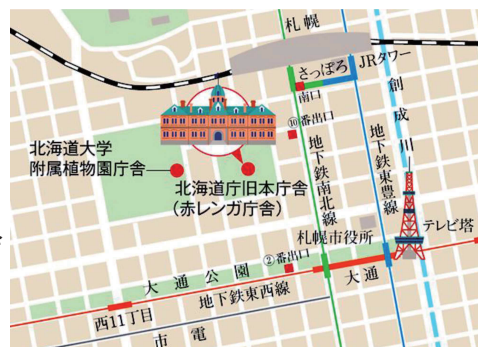 札幌
さっぽろ
JRタワー
南口
創成川
⑩番出口
北海道大学
附属植物園庁舎
北海道庁旧本庁舎
(赤レンガ庁舎)
地下鉄南北線
地下鉄東豊線
テレビ塔
札幌市役所
②番出口
大通公園
大通
地下鉄東西線
西11丁目
市電